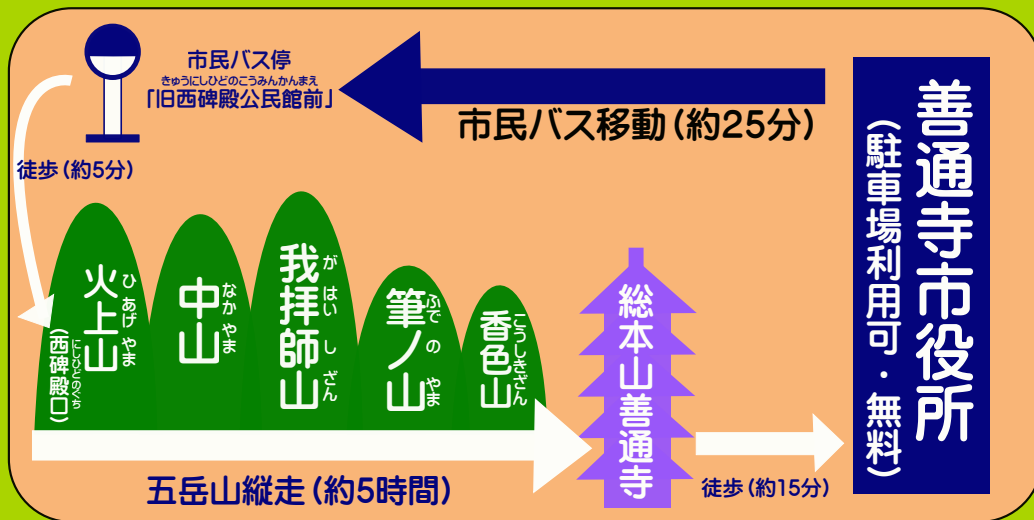 善通寺市役所
(駐車場利用可・無料)
市民バス移動(約25分)
市民バス停
きゅうにしひどのこうみんかんまえ
「旧西碑殿公民館前」
徒歩(約5分)
火上山
ひあげやま
(西碑殿口)
にしひどのぐち
中山
なかやま
我拝師山
がはいしざん
筆ノ山
ふでのやま
香色山
こうしきざん
五岳山縦走(約5時間)
総本山善通寺
徒歩(約15分)